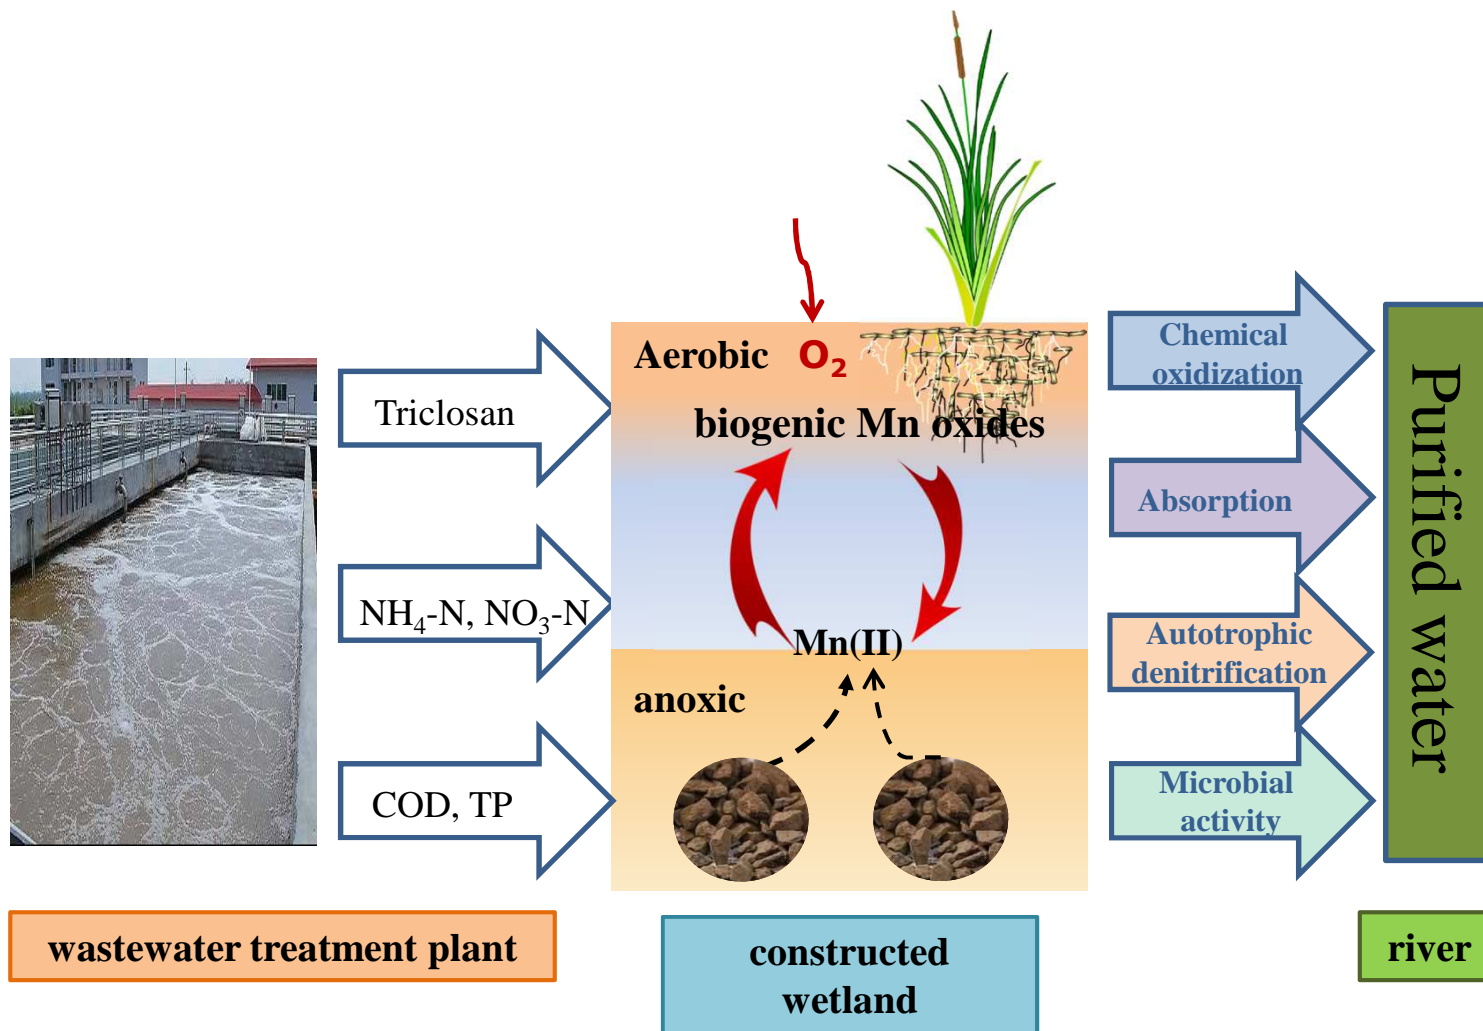 Triclosan
NH₄-N, NO₃-N
COD, TP
Aerobic O₂
biogenic Mn oxides
Mn(II)
anoxic
Chemical
oxidization
Absorption
Autotrophic
denitrification
Microbial
activity
Purified water
wastewater treatment plant
constructed
wetland
river